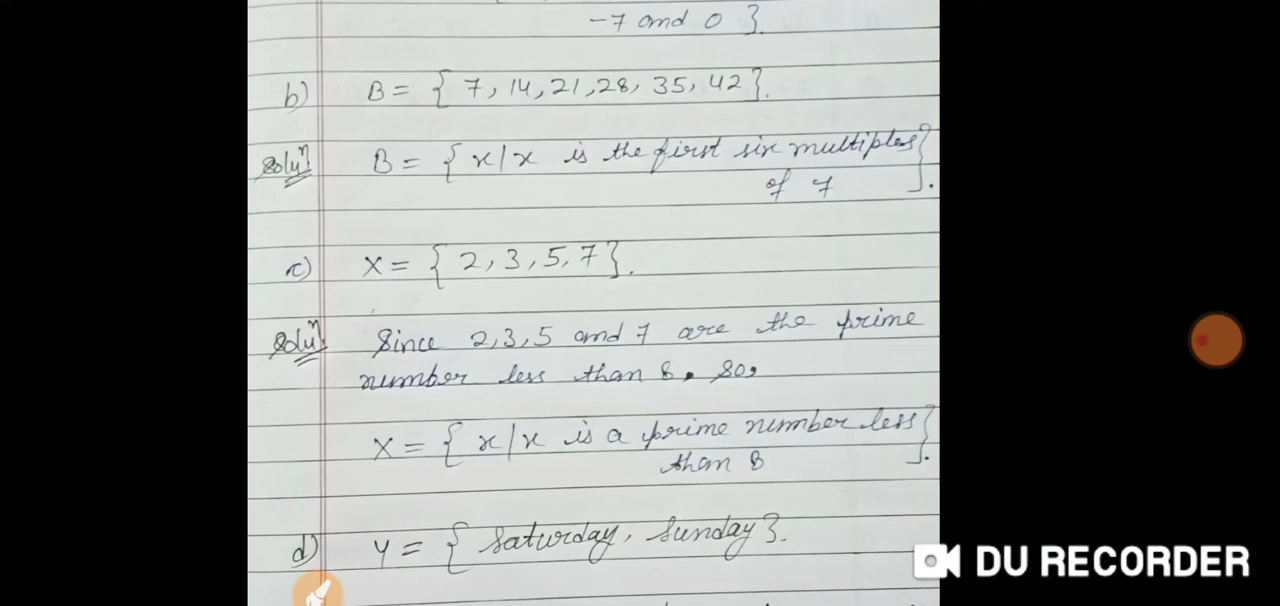 -7 and 0 }.
b) B = { 7, 14, 21, 28, 35, 42 }.
Soluⁿ B = { x/x is the first six multiples
of 7 }.
c) X = { 2, 3, 5, 7 }.
Soluⁿ Since 2, 3, 5 and 7 are the prime
number less than 8. So,
X = { x/x is a prime number less
than 8 }.
d) Y = { Saturday, Sunday }.
DU RECORDER